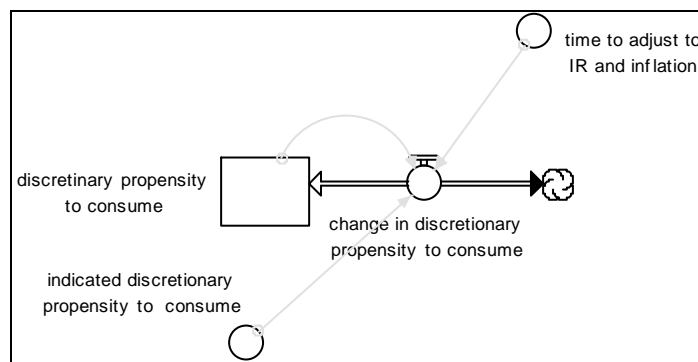 time to adjust to
IR and inflation
discretinary propensity
to consume
change in discretionary
propensity to consume
indicated discretionary
propensity to consume